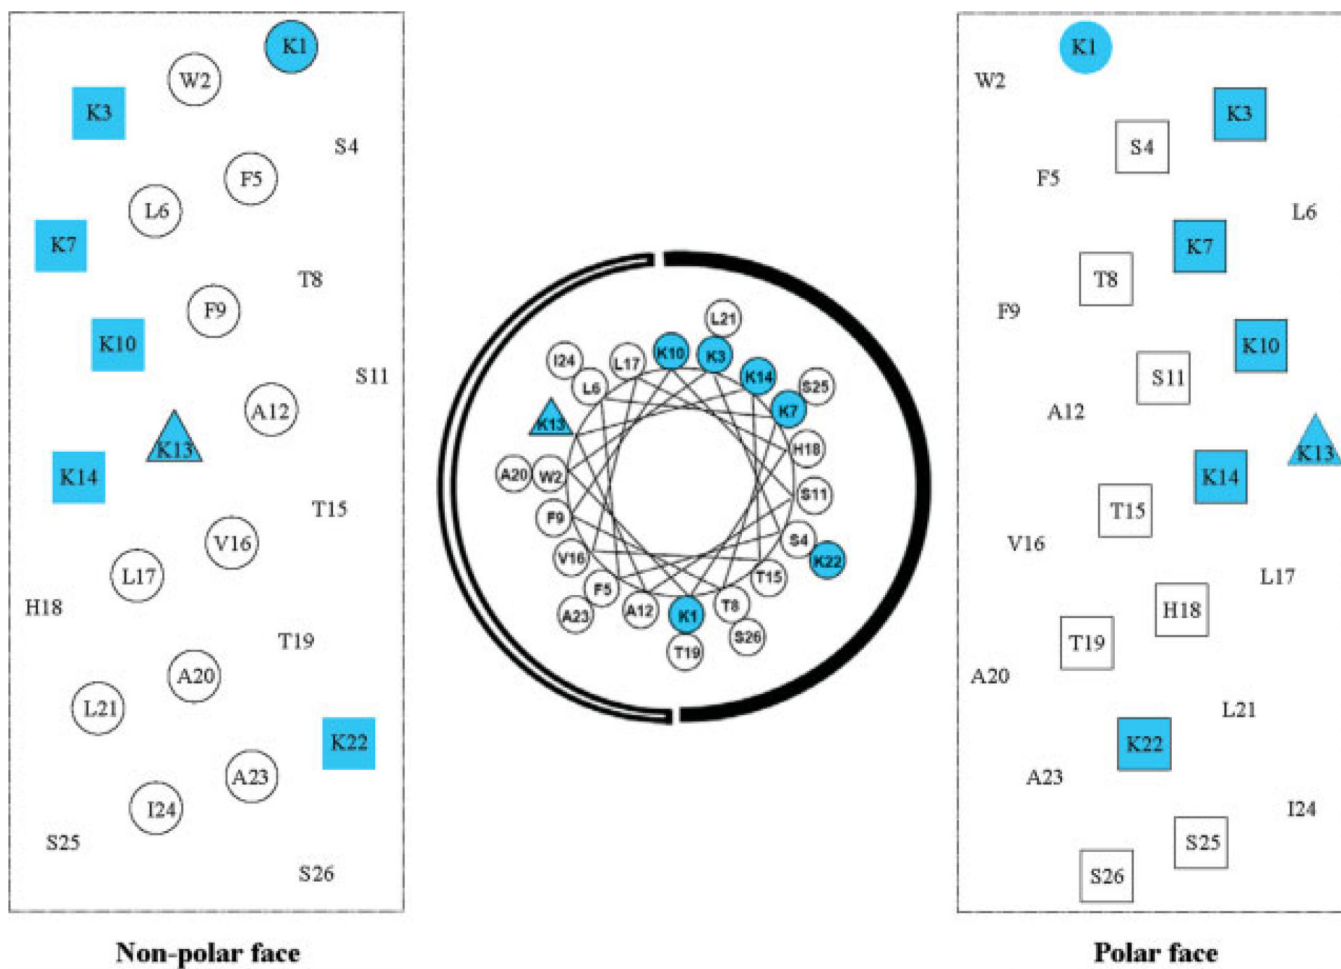 K1
W2
K3
S4
F5
L6
K7
T8
F9
K10
S11
A12
K13
K14
T15
V16
L17
H18
T19
A20
L21
K22
A23
I24
S25
S26
Non-polar face
L21
K10
K3
I24
L17
K14
S25
L6
K7
K13
H18
A20
W2
S11
F9
S4
V16
K22
T15
F5
A12
K1
T8
A23
S26
T19
K1
W2
K3
S4
F5
L6
K7
T8
F9
K10
S11
A12
K13
K14
T15
V16
L17
H18
T19
A20
L21
K22
A23
I24
S25
S26
Polar face